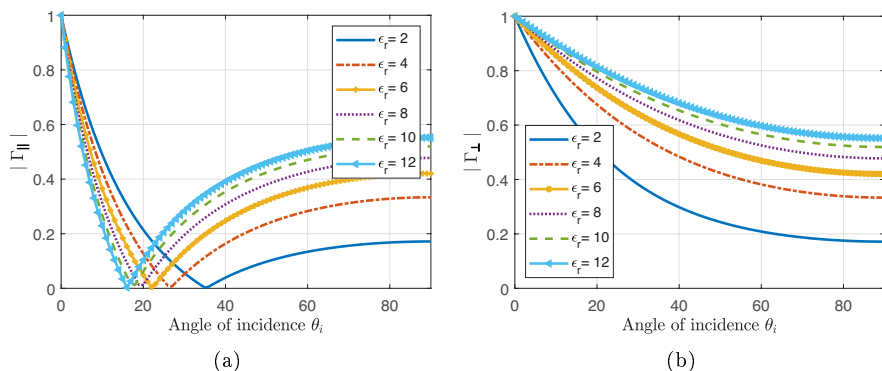 1
0.8
0.6
0.4
0.2
0
| Γ∥ |
ϵr= 2
ϵr= 4
ϵr= 6
ϵr= 8
ϵr= 10
ϵr= 12
0 20 40 60 80
Angle of incidence θi
(a)
1
0.8
0.6
0.4
0.2
0
| Γ⊥ |
ϵr= 2
ϵr= 4
ϵr= 6
ϵr= 8
ϵr= 10
ϵr= 12
0 20 40 60 80
Angle of incidence θi
(b)